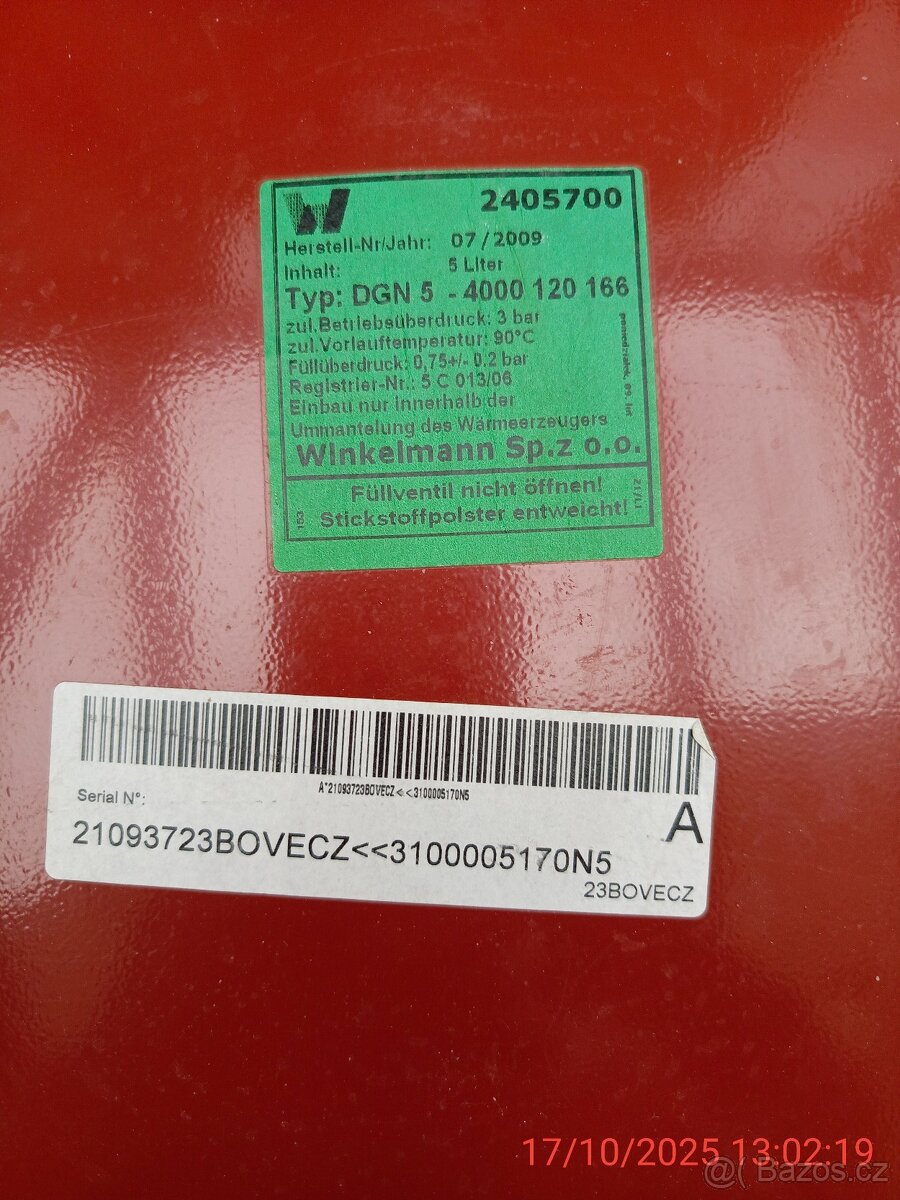 W
2405700
Herstell-Nr/Jahr: 07/2009
Inhalt: 5 Liter
Typ: DGN 5 - 4000 120 166
zul.Betriebsüberdruck: 3 bar
zul.Vorlauftemperatur: 90°C
Füllüberdruck: 0,75+/- 0.2 bar
Registrier-Nr.: 5 C 013/06
Einbau nur innerhalb der
Ummantelung des Wärmeerzeugers
Winkelmann Sp.z o.o.
Füllventil nicht öffnen!
Stickstoffpolster entweicht!
153
A*21093723BOVECZ<<3100005170N5
Serial N°:
A
21093723BOVECZ<<3100005170N5
23BOVECZ
17/10/2025 13:02:19
@ Bazos.cz